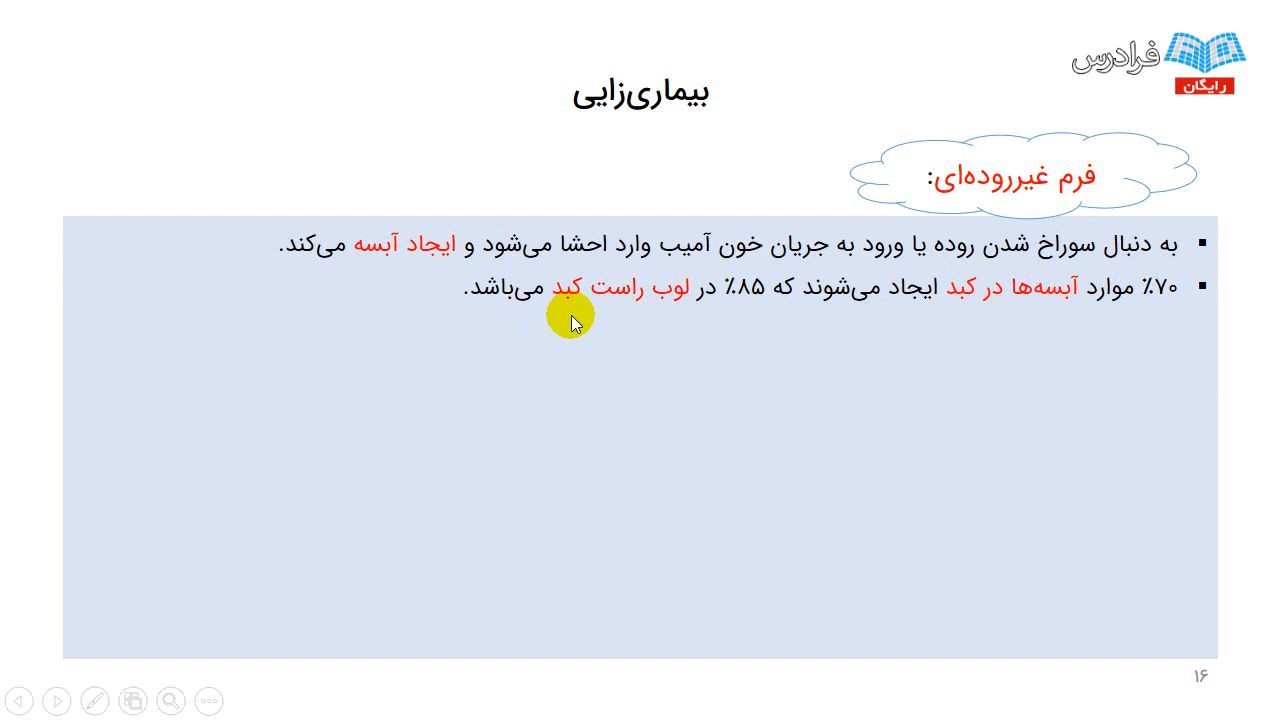 فرادرس
رایگان
بیماری‌زایی
فرم غیرروده‌ای:
▪ به دنبال سوراخ شدن روده یا ورود به جریان خون آمیب وارد احشا می‌شود و ایجاد آبسه می‌کند.
▪ ۷۰٪ موارد آبسه‌ها در کبد ایجاد می‌شوند که ۸۵٪ در لوب راست کبد می‌باشد.
۱۶